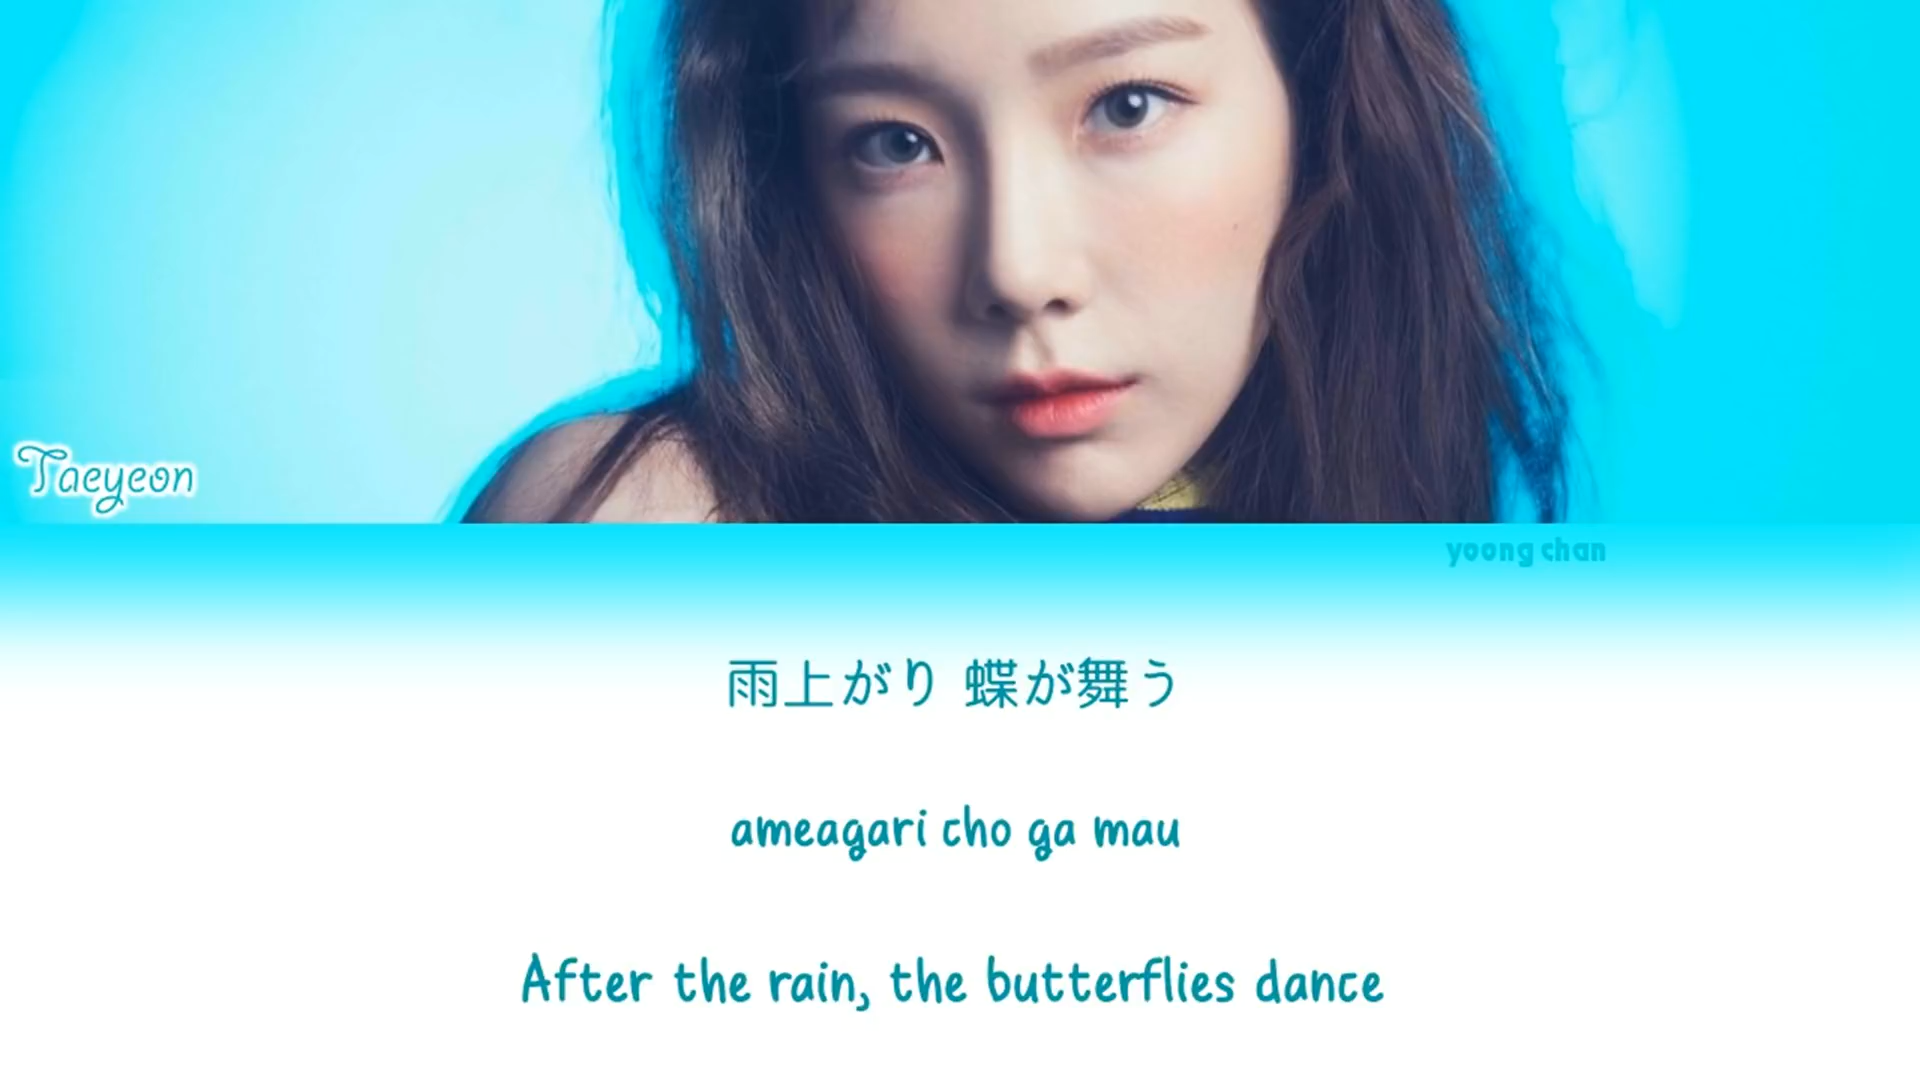 Taeyeon
yoong chan
雨上がり 蝶が舞う
ameagari cho ga mau
After the rain, the butterflies dance